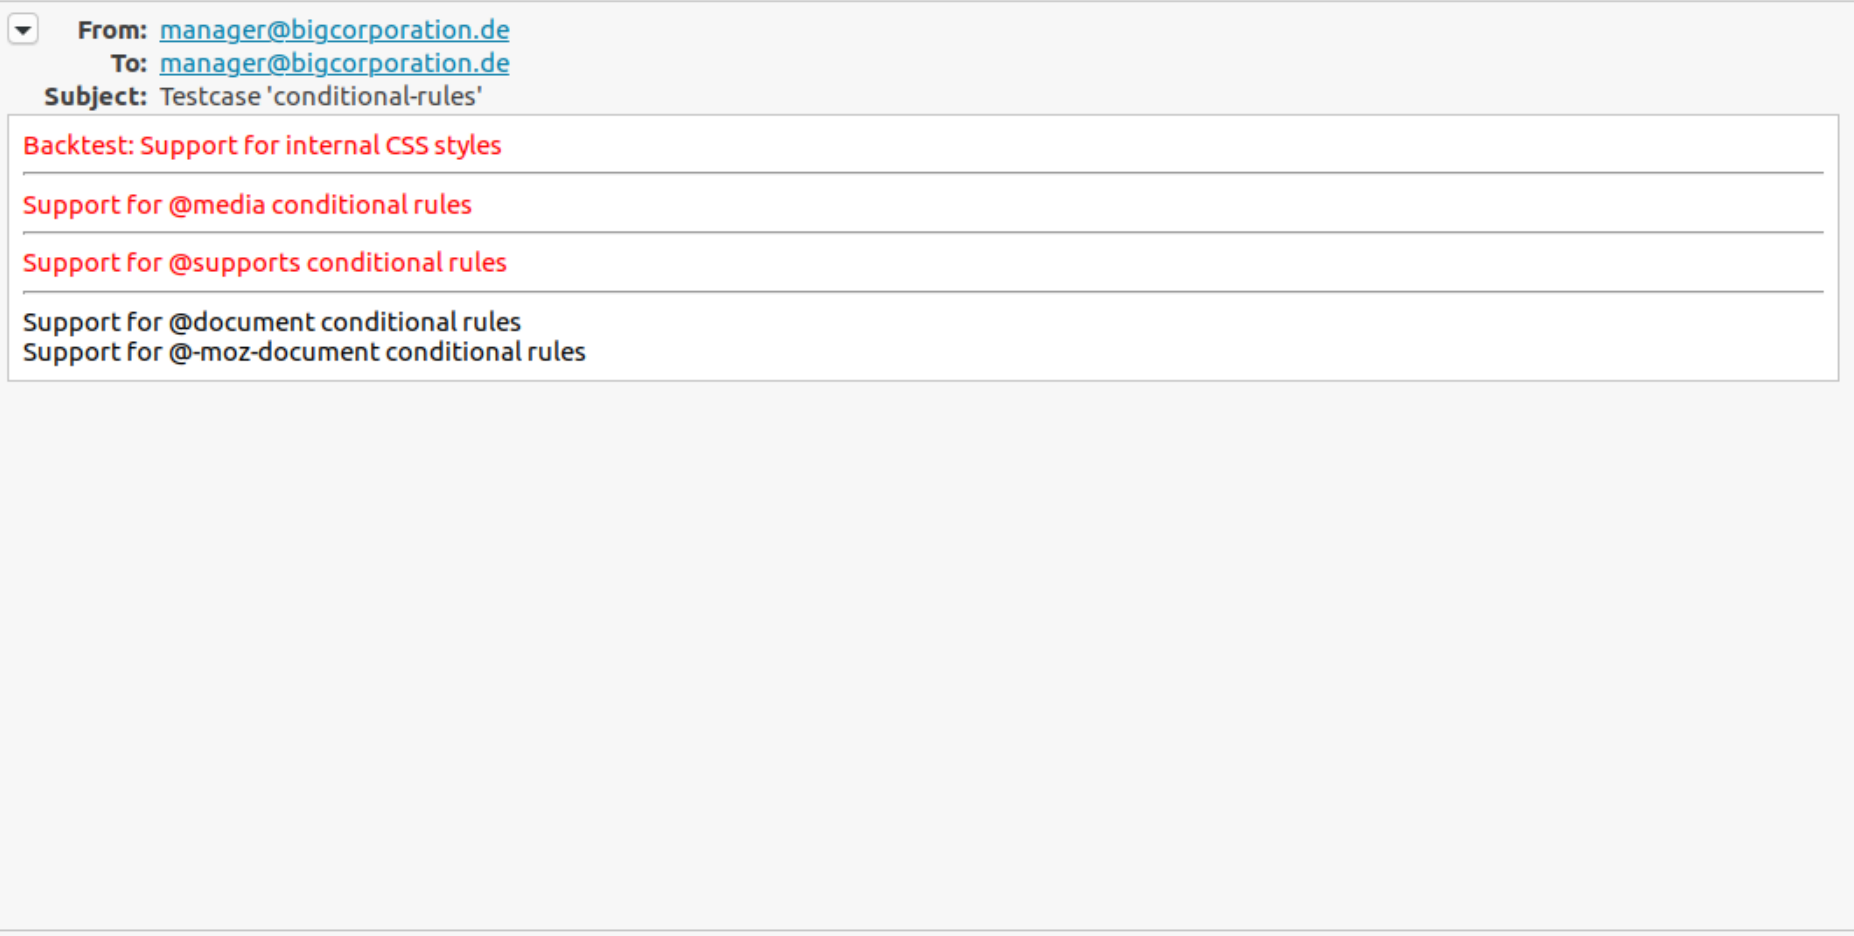 From: manager@bigcorporation.de
To: manager@bigcorporation.de
Subject: Testcase 'conditional-rules'
Backtest: Support for internal CSS styles
Support for @media conditional rules
Support for @supports conditional rules
Support for @document conditional rules
Support for @-moz-document conditional rules